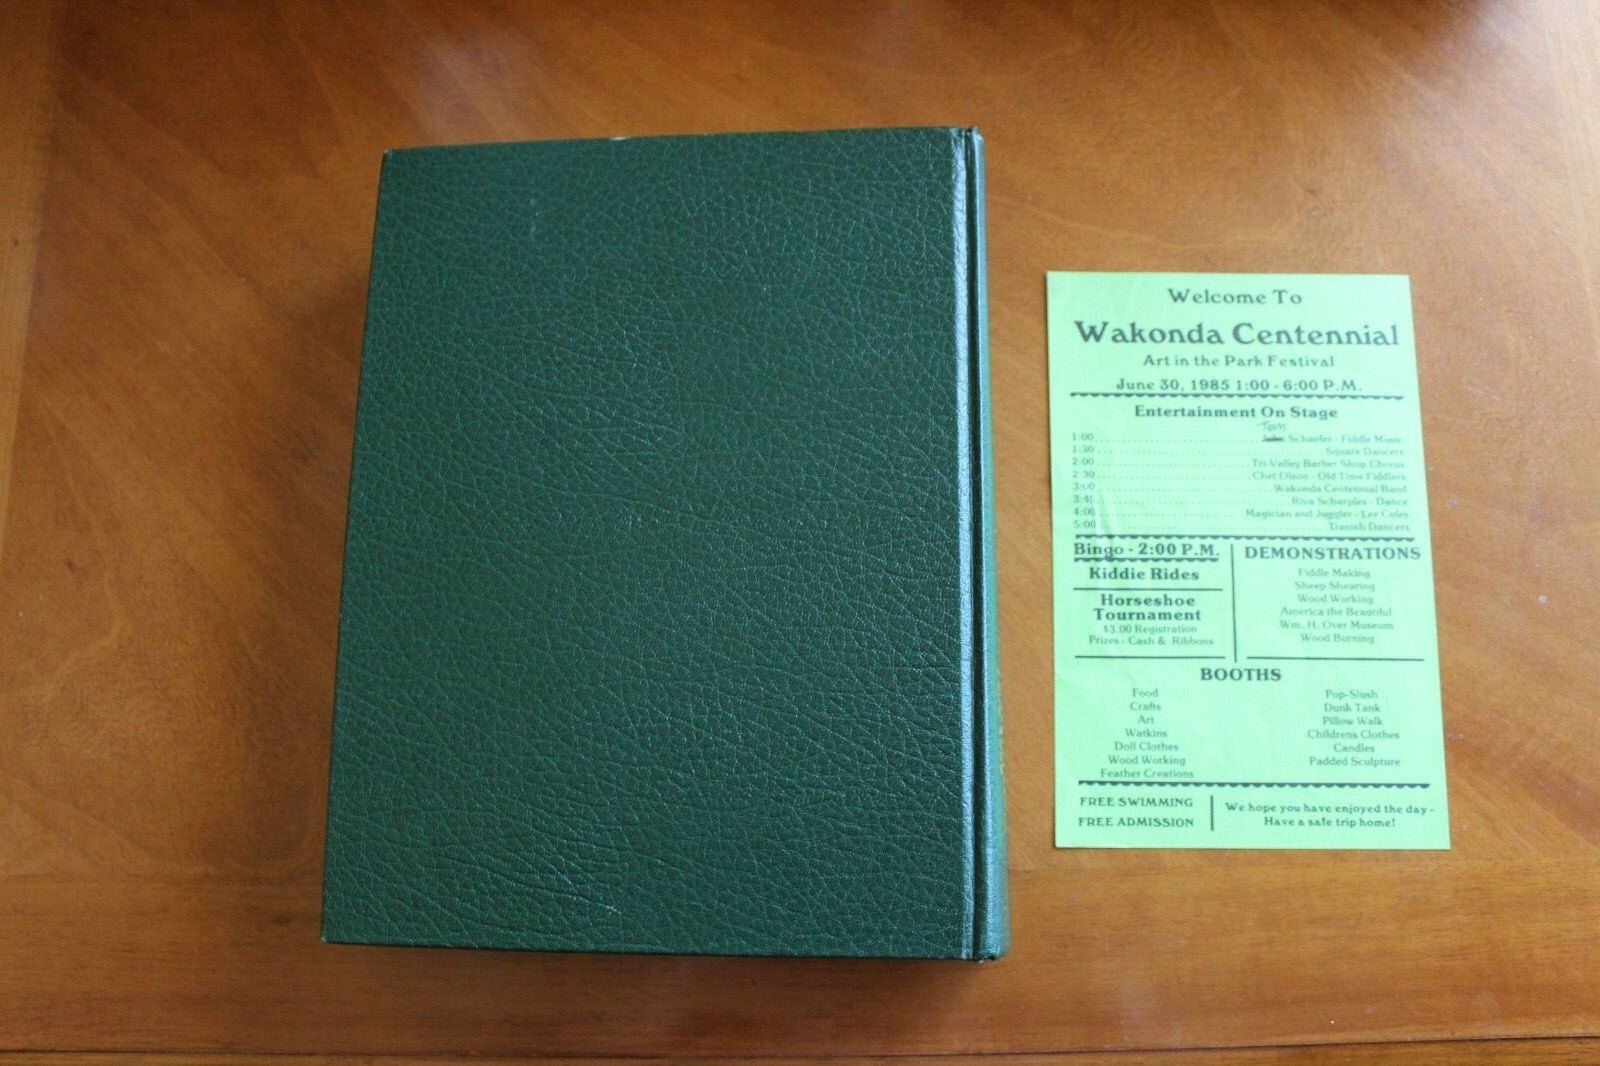 Welcome To
Wakonda Centennial
Art in the Park Festival
June 30, 1985 1:00 - 6:00 P.M.
Entertainment On Stage
Tom
1:00 John Schaefer - Fiddle Music
1:30 Square Dancers
2:00 Tri-Valley Barber Shop Chorus
2:30 Chet Olson - Old Time Fiddlers
3:00 Wakonda Centennial Band
3:45 Riva Scharples - Dance
4:00 Magician and Juggler - Lee Coles
5:00 Danish Dancers
Bingo - 2:00 P.M.
Kiddie Rides
Horseshoe
Tournament
$3.00 Registration
Prizes - Cash & Ribbons
DEMONSTRATIONS
Fiddle Making
Sheep Shearing
Wood Working
America the Beautiful
Wm. H. Over Museum
Wood Burning
BOOTHS
Food
Crafts
Art
Watkins
Doll Clothes
Wood Working
Feather Creations
Pop-Slush
Dunk Tank
Pillow Walk
Childrens Clothes
Candles
Padded Sculpture
FREE SWIMMING
FREE ADMISSION
We hope you have enjoyed the day -
Have a safe trip home!